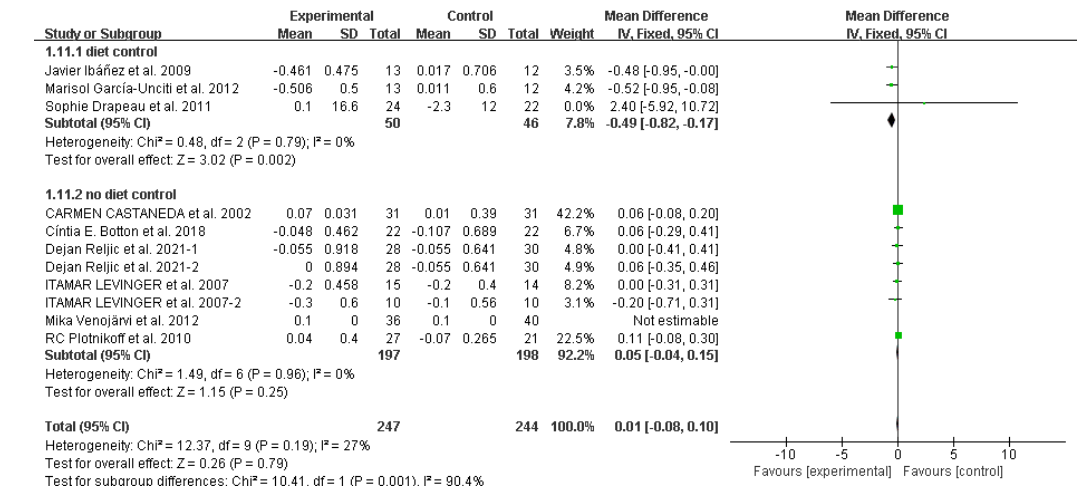 Experimental Control Mean Difference Mean Difference
Study or Subgroup Mean SD Total Mean SD Total Weight IV, Fixed, 95% CI IV, Fixed, 95% CI
1.11.1 diet control
Javier Ibáñez et al. 2009 -0.461 0.475 13 0.017 0.706 12 3.5% -0.48 [-0.95, -0.00]
Marisol García-Unciti et al. 2012 -0.506 0.5 13 0.011 0.6 12 4.2% -0.52 [-0.95, -0.08]
Sophie Drapeau et al. 2011 0.1 16.6 24 -2.3 12 22 0.0% 2.40 [-5.92, 10.72]
Subtotal (95% CI) 50 46 7.8% -0.49 [-0.82, -0.17]
Heterogeneity: Chi² = 0.48, df = 2 (P = 0.79); I² = 0%
Test for overall effect: Z = 3.02 (P = 0.002)
1.11.2 no diet control
CARMEN CASTANEDA et al. 2002 0.07 0.031 31 0.01 0.39 31 42.2% 0.06 [-0.08, 0.20]
Cíntia E. Botton et al. 2018 -0.048 0.462 22 -0.107 0.689 22 6.7% 0.06 [-0.29, 0.41]
Dejan Reljic et al. 2021-1 -0.055 0.918 28 -0.055 0.641 30 4.8% 0.00 [-0.41, 0.41]
Dejan Reljic et al. 2021-2 0 0.894 28 -0.055 0.641 30 4.9% 0.06 [-0.35, 0.46]
ITAMAR LEVINGER et al. 2007 -0.2 0.458 15 -0.2 0.4 14 8.2% 0.00 [-0.31, 0.31]
ITAMAR LEVINGER et al. 2007-2 -0.3 0.6 10 -0.1 0.56 10 3.1% -0.20 [-0.71, 0.31]
Mika Venojärvi et al. 2012 0.1 0 36 0.1 0 40 Not estimable
RC Plotnikoff et al. 2010 0.04 0.4 27 -0.07 0.265 21 22.5% 0.11 [-0.08, 0.30]
Subtotal (95% CI) 197 198 92.2% 0.05 [-0.04, 0.15]
Heterogeneity: Chi² = 1.49, df = 6 (P = 0.96); I² = 0%
Test for overall effect: Z = 1.15 (P = 0.25)
Total (95% CI) 247 244 100.0% 0.01 [-0.08, 0.10]
Heterogeneity: Chi² = 12.37, df = 9 (P = 0.19); I² = 27%
Test for overall effect: Z = 0.26 (P = 0.79)
Test for subgroup differences: Chi² = 10.41, df = 1 (P = 0.001), I² = 90.4%
-10 -5 0 5 10
Favours [experimental] Favours [control]